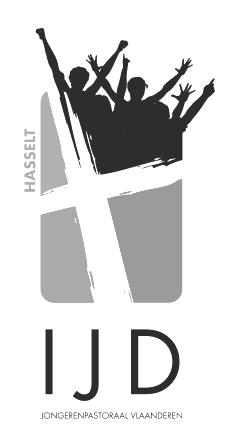 HASSELT
IJD
JONGERENPASTORAAL VLAANDEREN